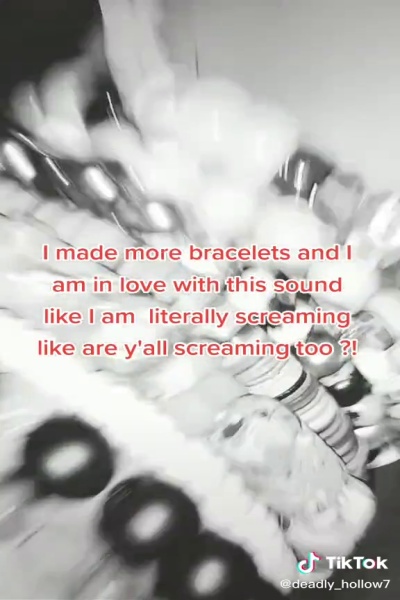 I made more bracelets and I
am in love with this sound
like I am literally screaming
like are y'all screaming too ?!
TikTok
@deadly_hollow7